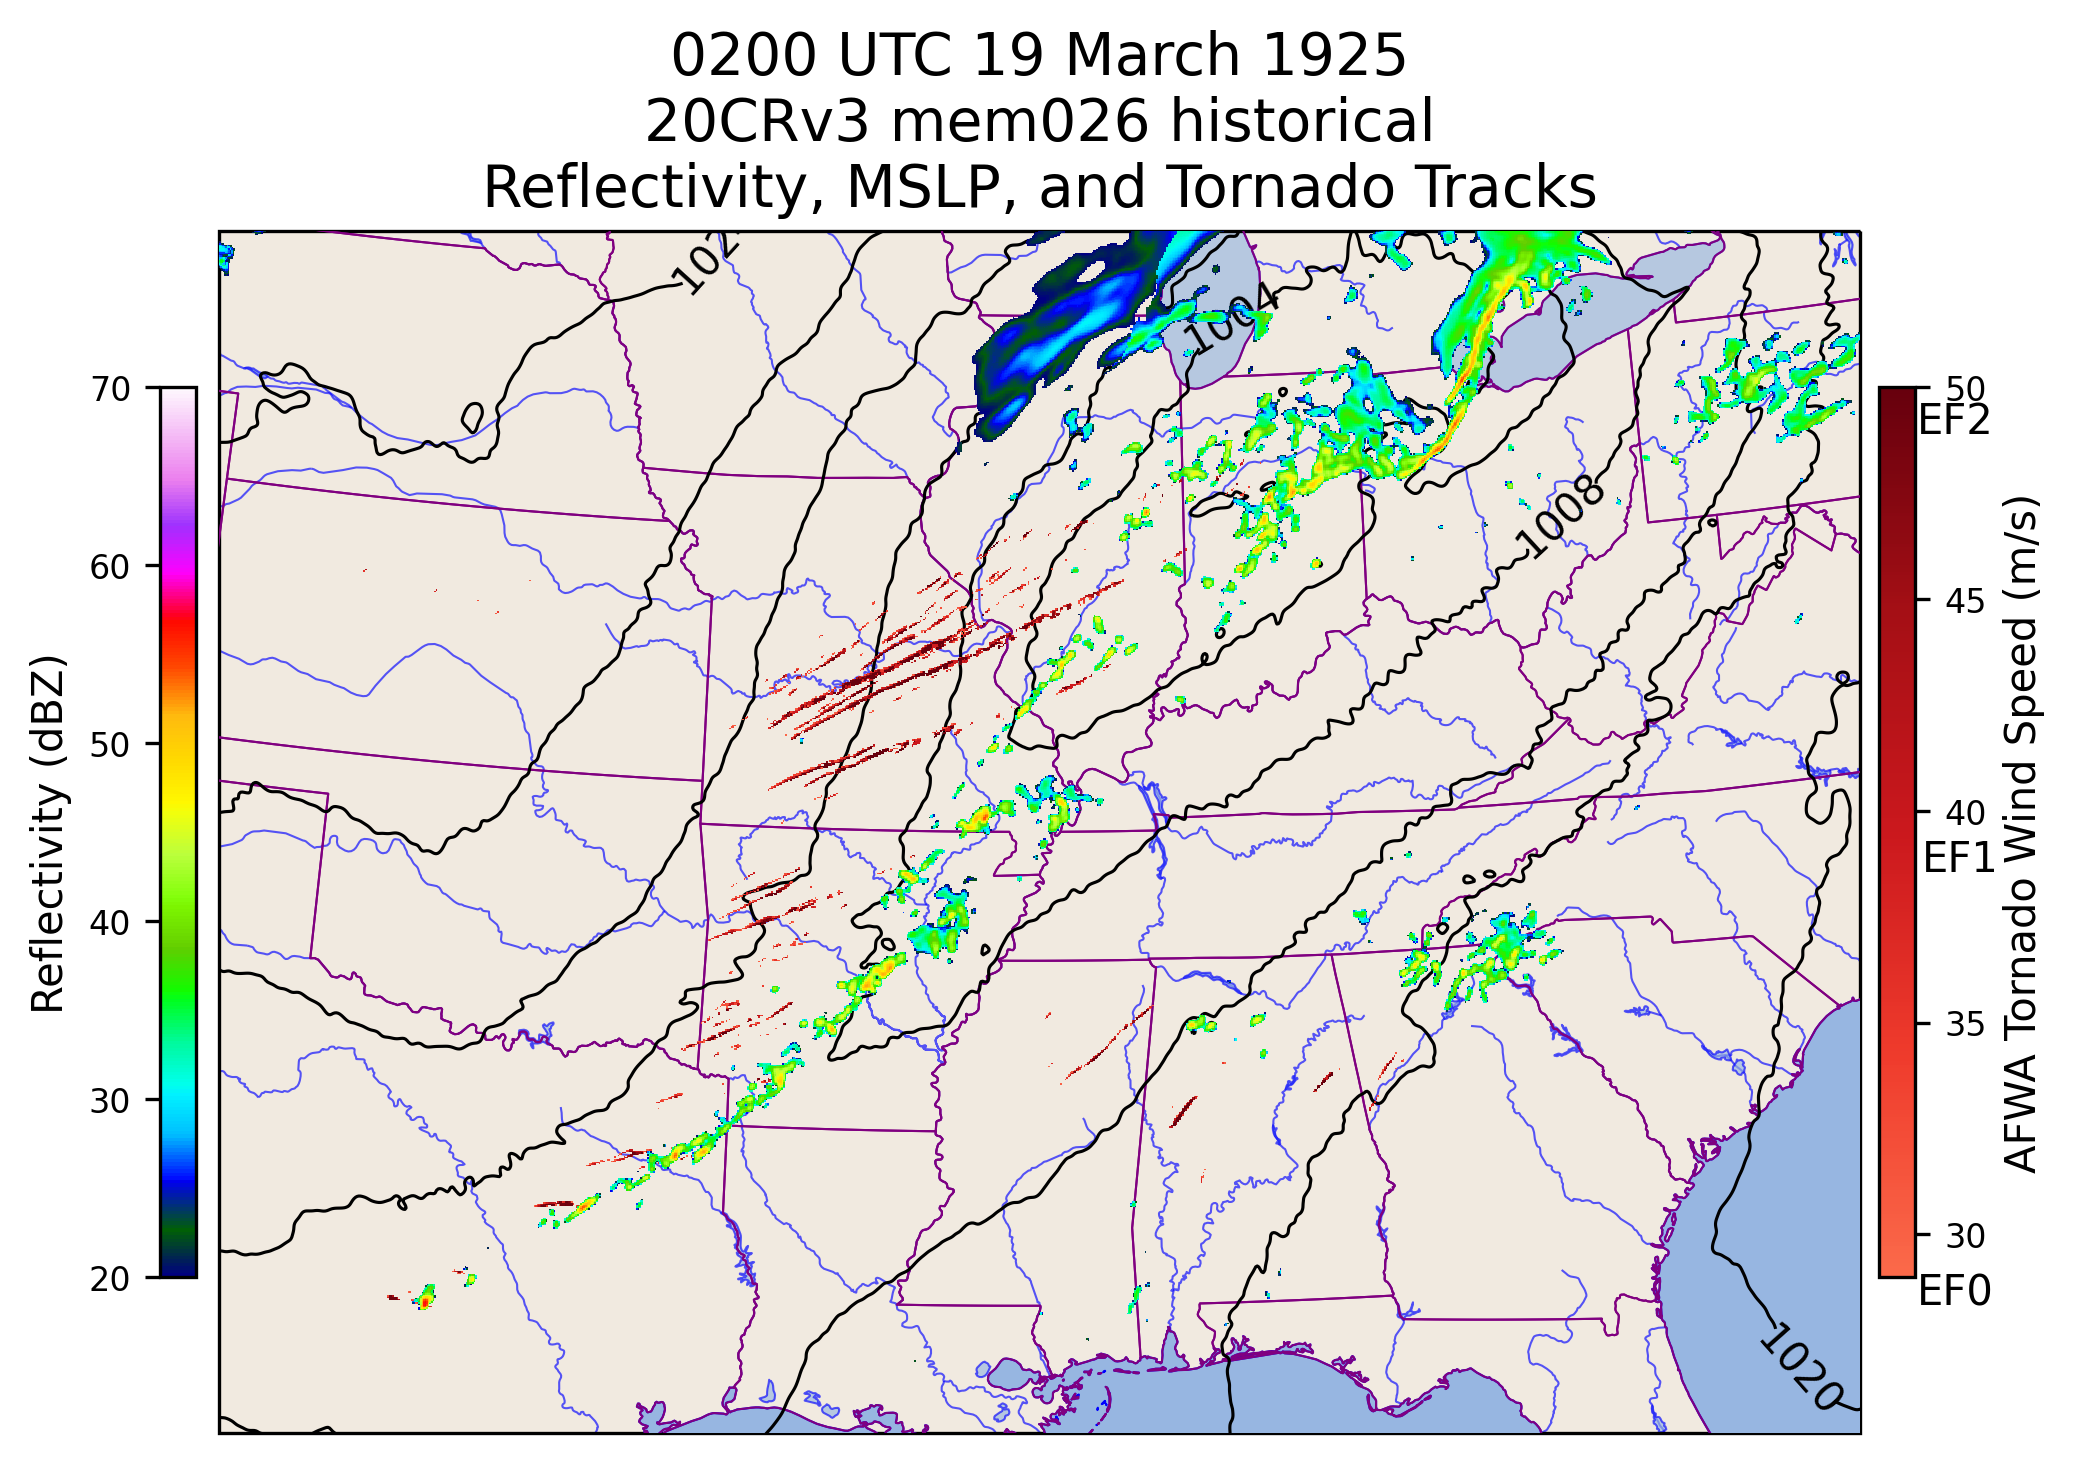 0200 UTC 19 March 1925
20CRv3 mem026 historical
Reflectivity, MSLP, and Tornado Tracks
102
1004
1008
1020
70
60
50
40
30
20
Reflectivity (dBZ)
50
EF2
45
40
EF1
35
30
EF0
AFWA Tornado Wind Speed (m/s)